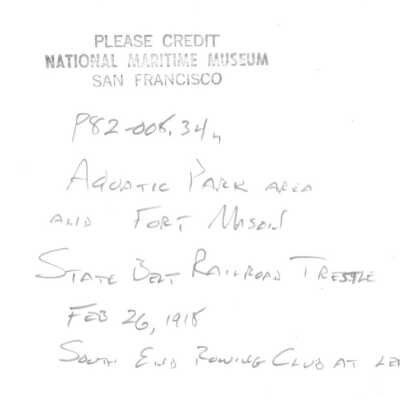 PLEASE CREDIT
NATIONAL MARITIME MUSEUM
SAN FRANCISCO
P82-006.34n
AQUATIC PARK AREA
AND FORT MASON
STATE BELT RAILROAD TRESTLE
FEB 26, 1918
SOUTH END ROWING CLUB AT